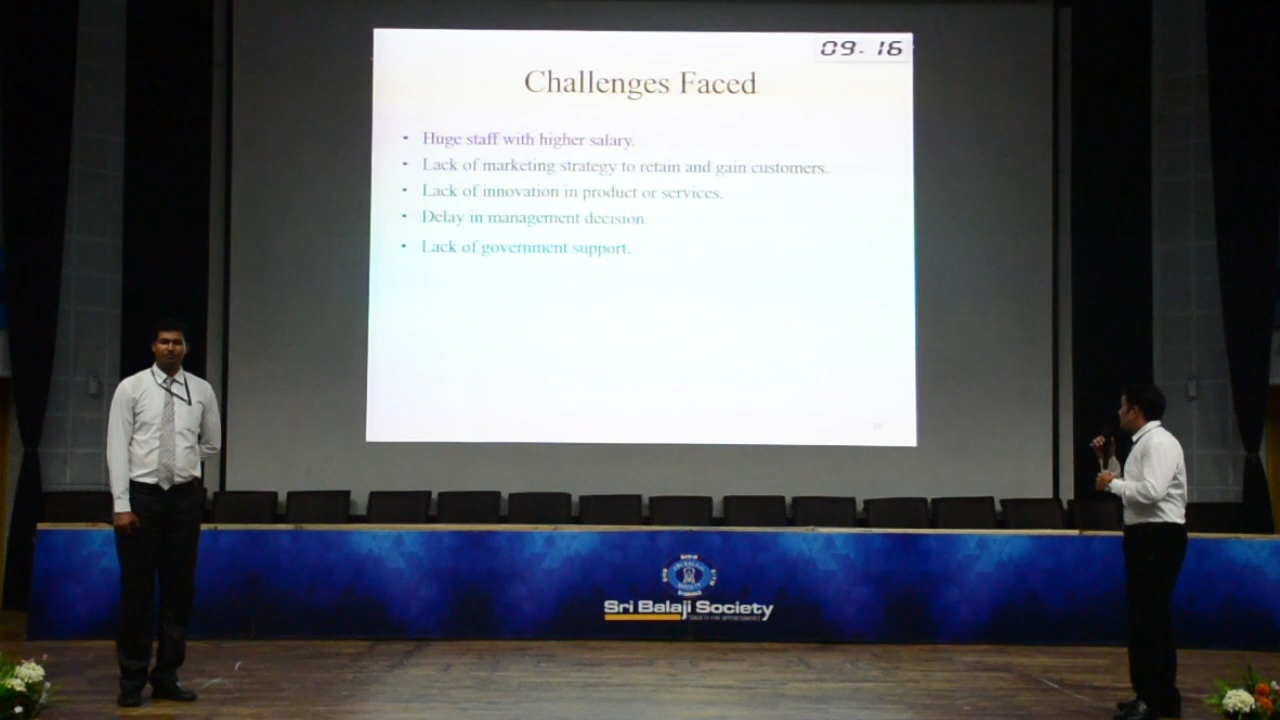 09-16
Challenges Faced
• Huge staff with higher salary.
• Lack of marketing strategy to retain and gain customers.
• Lack of innovation in product or services.
• Delay in management decision.
• Lack of government support.
Sri Balaji Society